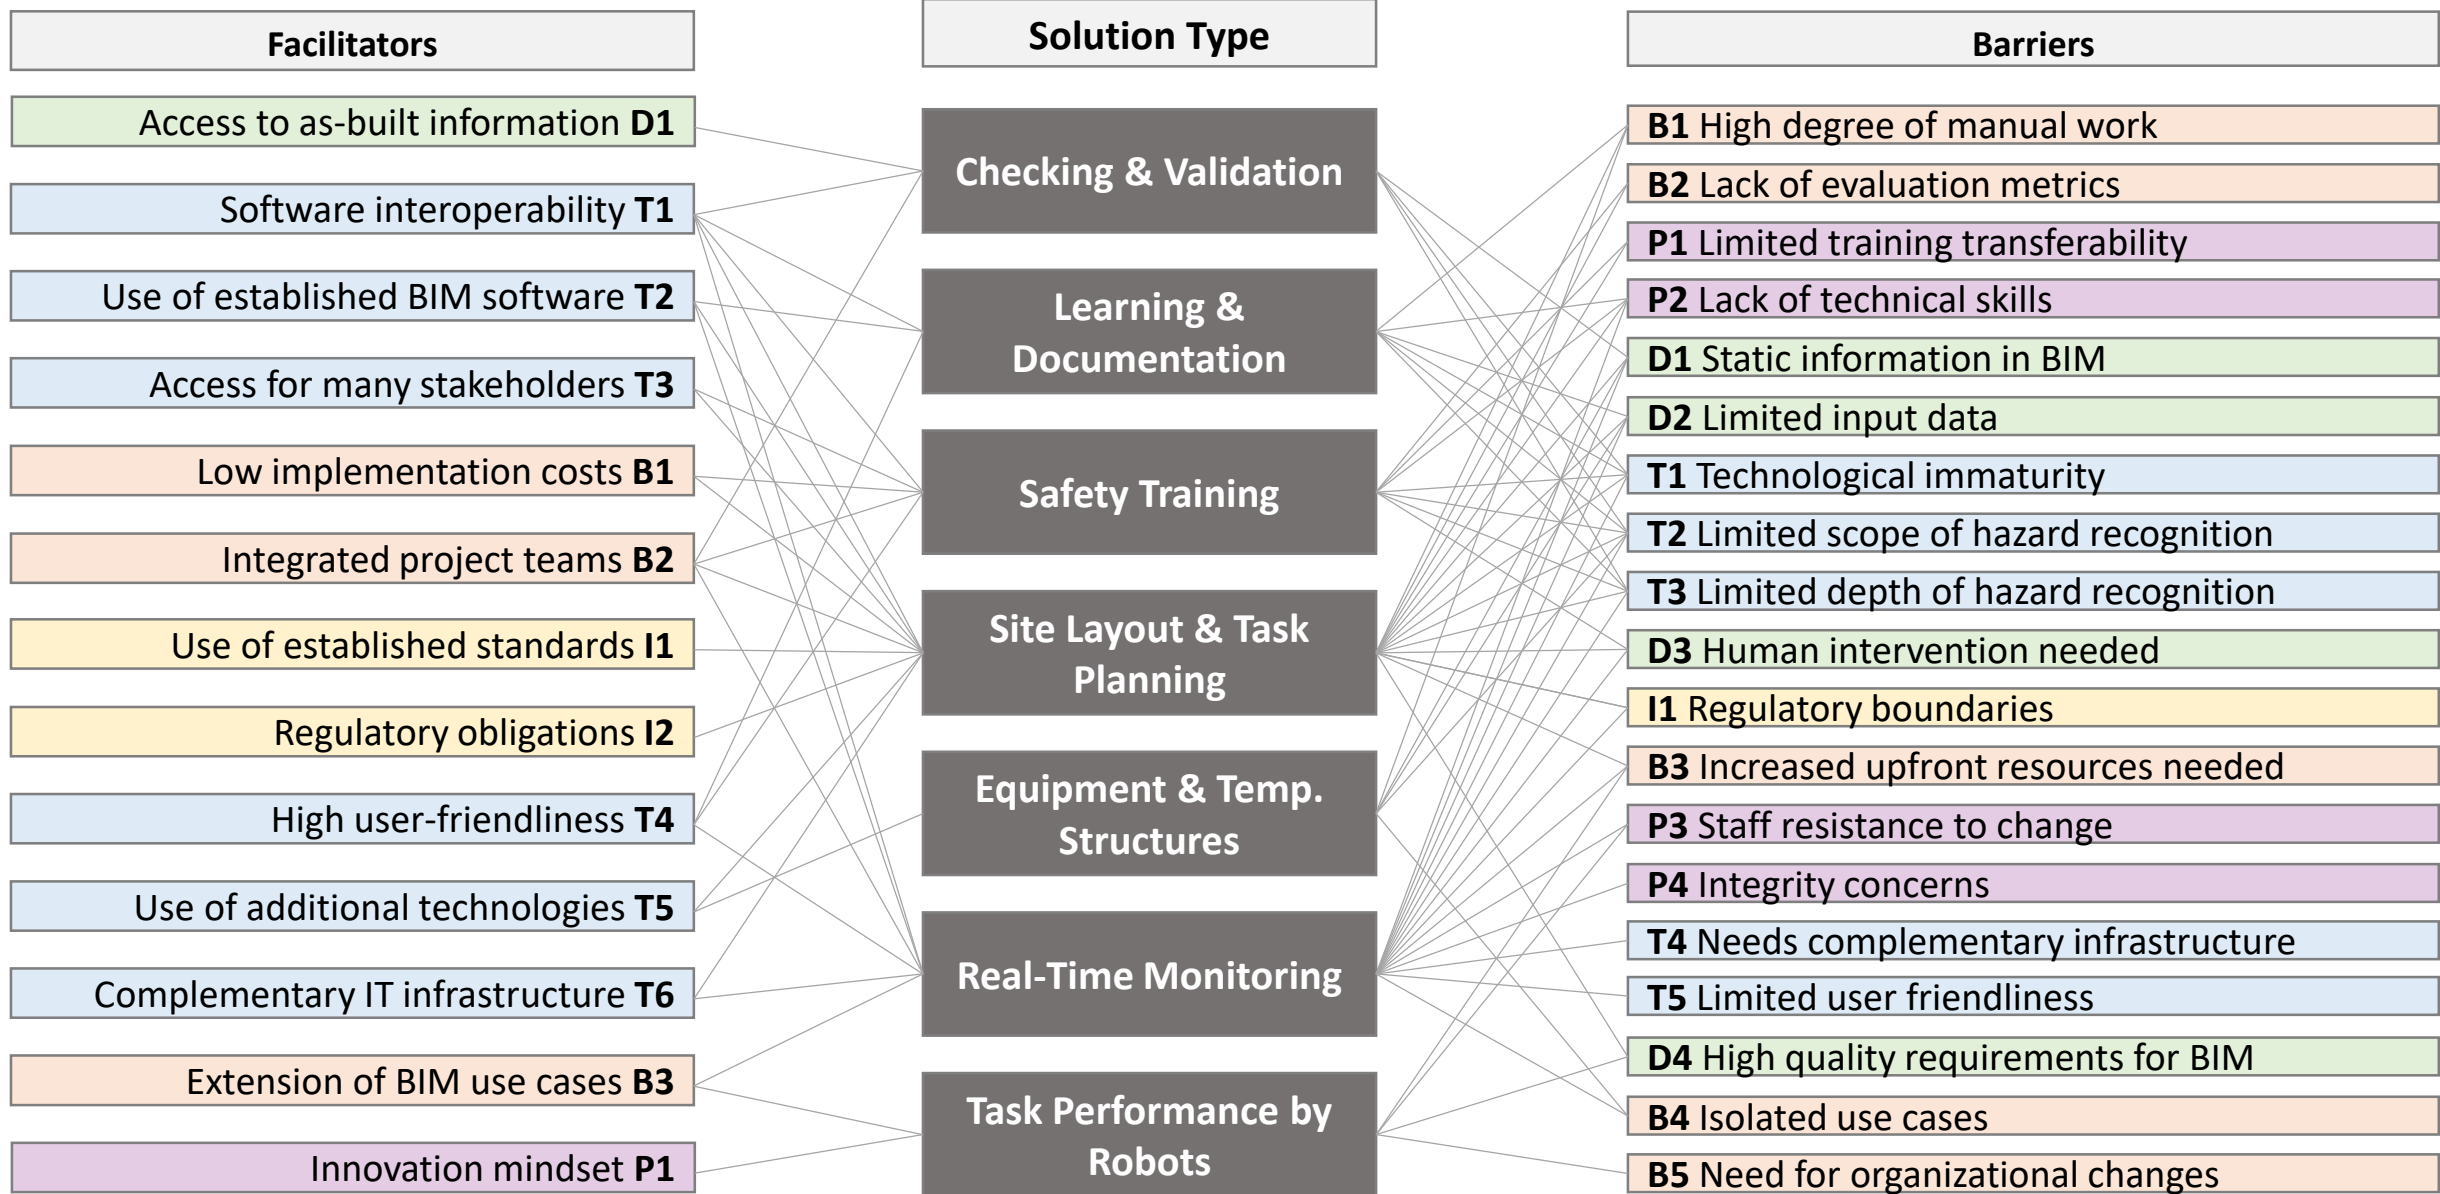 Facilitators
Access to as-built information D1
Software interoperability T1
Use of established BIM software T2
Access for many stakeholders T3
Low implementation costs B1
Integrated project teams B2
Use of established standards I1
Regulatory obligations I2
High user-friendliness T4
Use of additional technologies T5
Complementary IT infrastructure T6
Extension of BIM use cases B3
Innovation mindset P1
Solution Type
Checking & Validation
Learning &
Documentation
Safety Training
Site Layout & Task
Planning
Equipment & Temp.
Structures
Real-Time Monitoring
Task Performance by
Robots
Barriers
B1 High degree of manual work
B2 Lack of evaluation metrics
P1 Limited training transferability
P2 Lack of technical skills
D1 Static information in BIM
D2 Limited input data
T1 Technological immaturity
T2 Limited scope of hazard recognition
T3 Limited depth of hazard recognition
D3 Human intervention needed
I1 Regulatory boundaries
B3 Increased upfront resources needed
P3 Staff resistance to change
P4 Integrity concerns
T4 Needs complementary infrastructure
T5 Limited user friendliness
D4 High quality requirements for BIM
B4 Isolated use cases
B5 Need for organizational changes